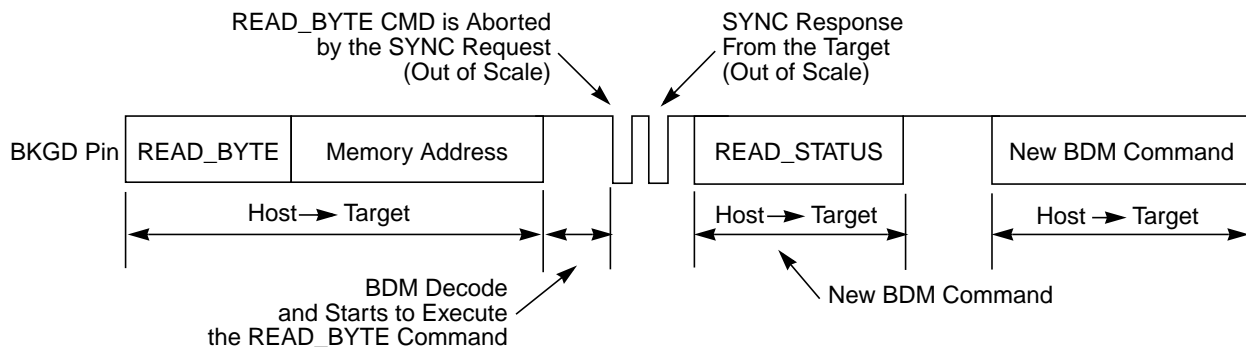 READ_BYTE CMD is Aborted
by the SYNC Request
(Out of Scale)
SYNC Response
From the Target
(Out of Scale)
BKGD Pin
READ_BYTE
Memory Address
READ_STATUS
New BDM Command
Host Target
Host Target
Host Target
BDM Decode
and Starts to Execute
the READ_BYTE Command
New BDM Command